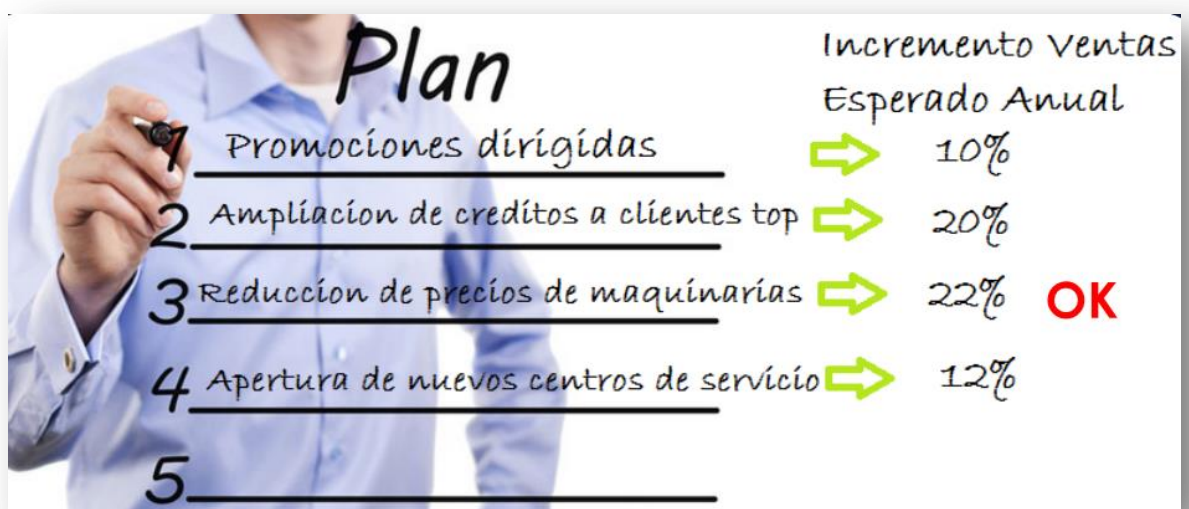 Plan
Incremento Ventas
Esperado Anual
1 Promociones dirigidas 10%
2 Ampliacion de creditos a clientes top 20%
3 Reduccion de precios de maquinarias 22% OK
4 Apertura de nuevos centros de servicio 12%
5